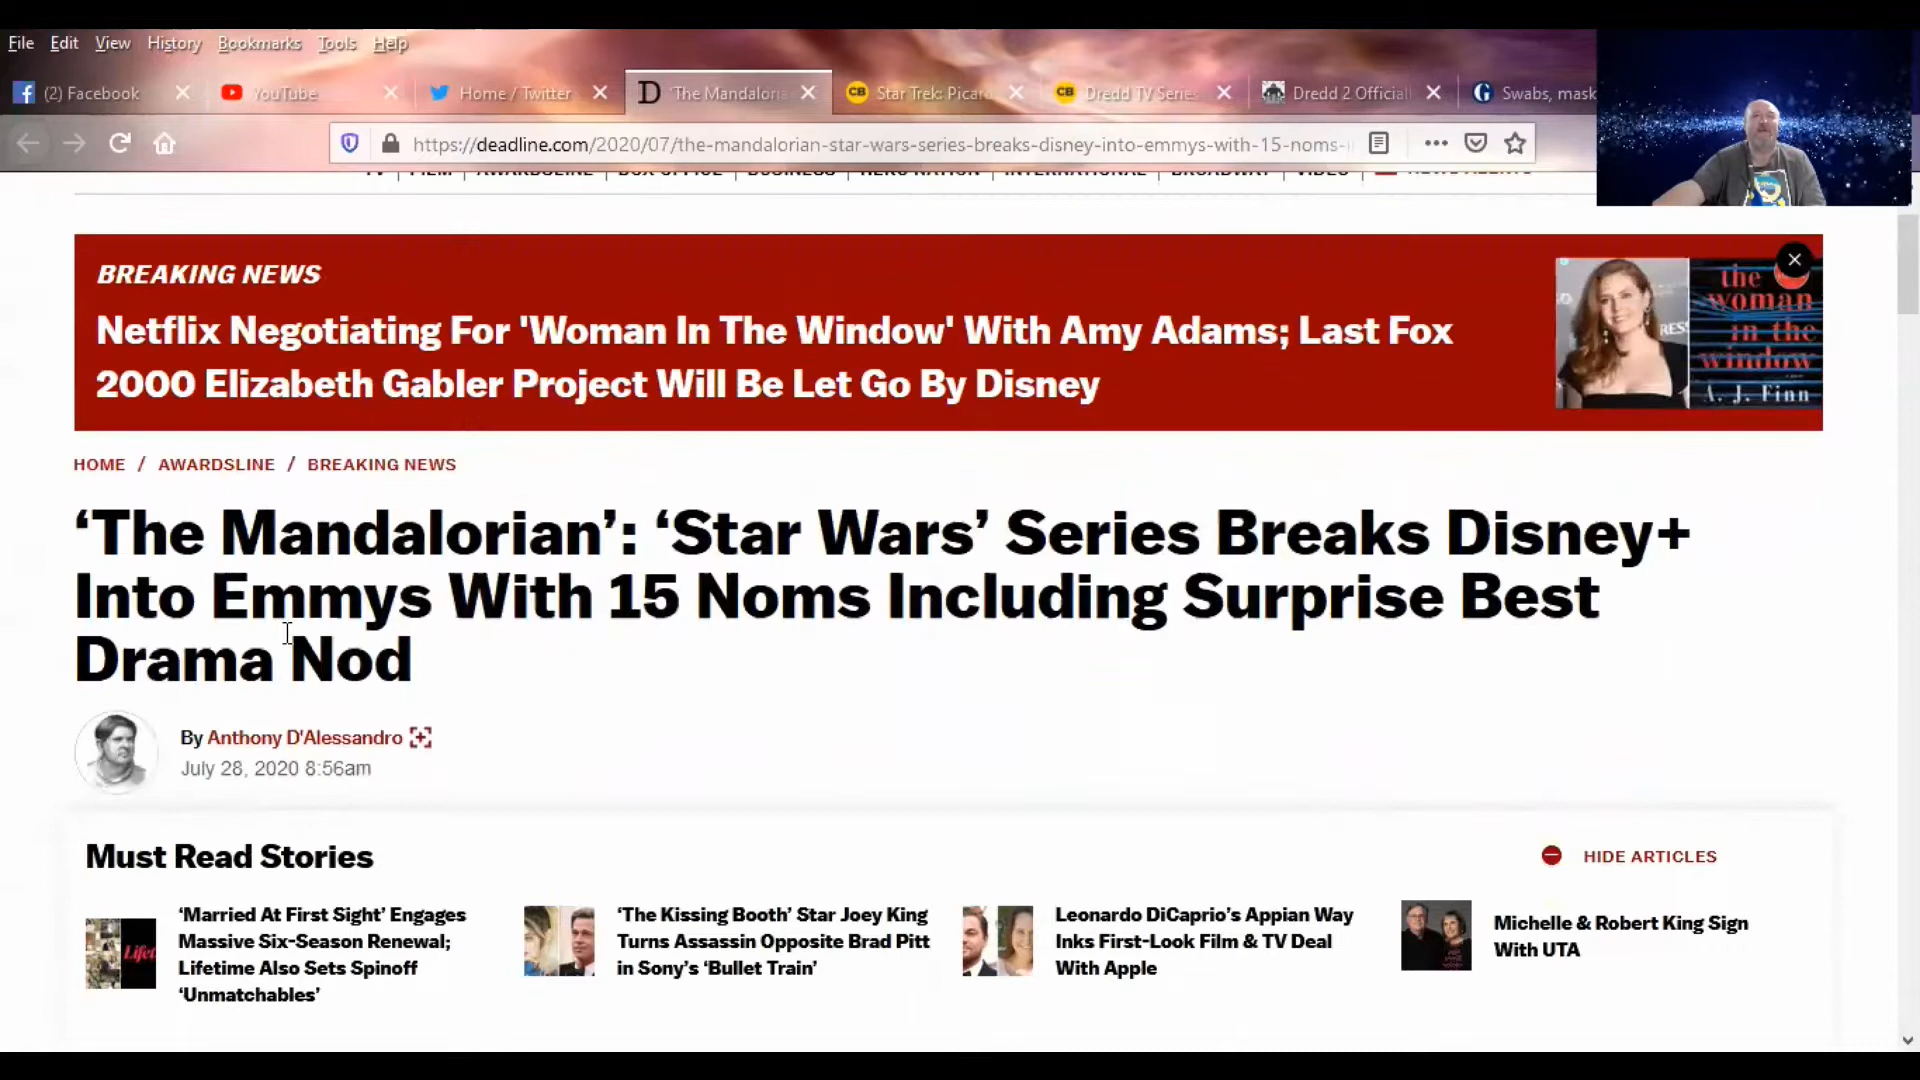 File Edit View History Bookmarks Tools Help
(2) Facebook YouTube Home / Twitter 'The Mandaloria Star Trek: Picar Dredd TV Serie Dredd 2 Official Swabs, mask
https://deadline.com/2020/07/the-mandalorian-star-wars-series-breaks-disney-into-emmys-with-15-noms-i
TV FILM AWARDSLINE BOX OFFICE BUSINESS HERO NATION INTERNATIONAL BROADWAY VIDEO NEWS ALERTS
BREAKING NEWS
Netflix Negotiating For 'Woman In The Window' With Amy Adams; Last Fox
2000 Elizabeth Gabler Project Will Be Let Go By Disney
the
woman
in the
window
A. J. Finn
HOME / AWARDSLINE / BREAKING NEWS
‘The Mandalorian’: ‘Star Wars’ Series Breaks Disney+
Into Emmys With 15 Noms Including Surprise Best
Drama Nod
By Anthony D'Alessandro
July 28, 2020 8:56am
Must Read Stories
HIDE ARTICLES
‘Married At First Sight’ Engages
Massive Six-Season Renewal;
Lifetime Also Sets Spinoff
‘Unmatchables’
‘The Kissing Booth’ Star Joey King
Turns Assassin Opposite Brad Pitt
in Sony’s ‘Bullet Train’
Leonardo DiCaprio’s Appian Way
Inks First-Look Film & TV Deal
With Apple
Michelle & Robert King Sign
With UTA